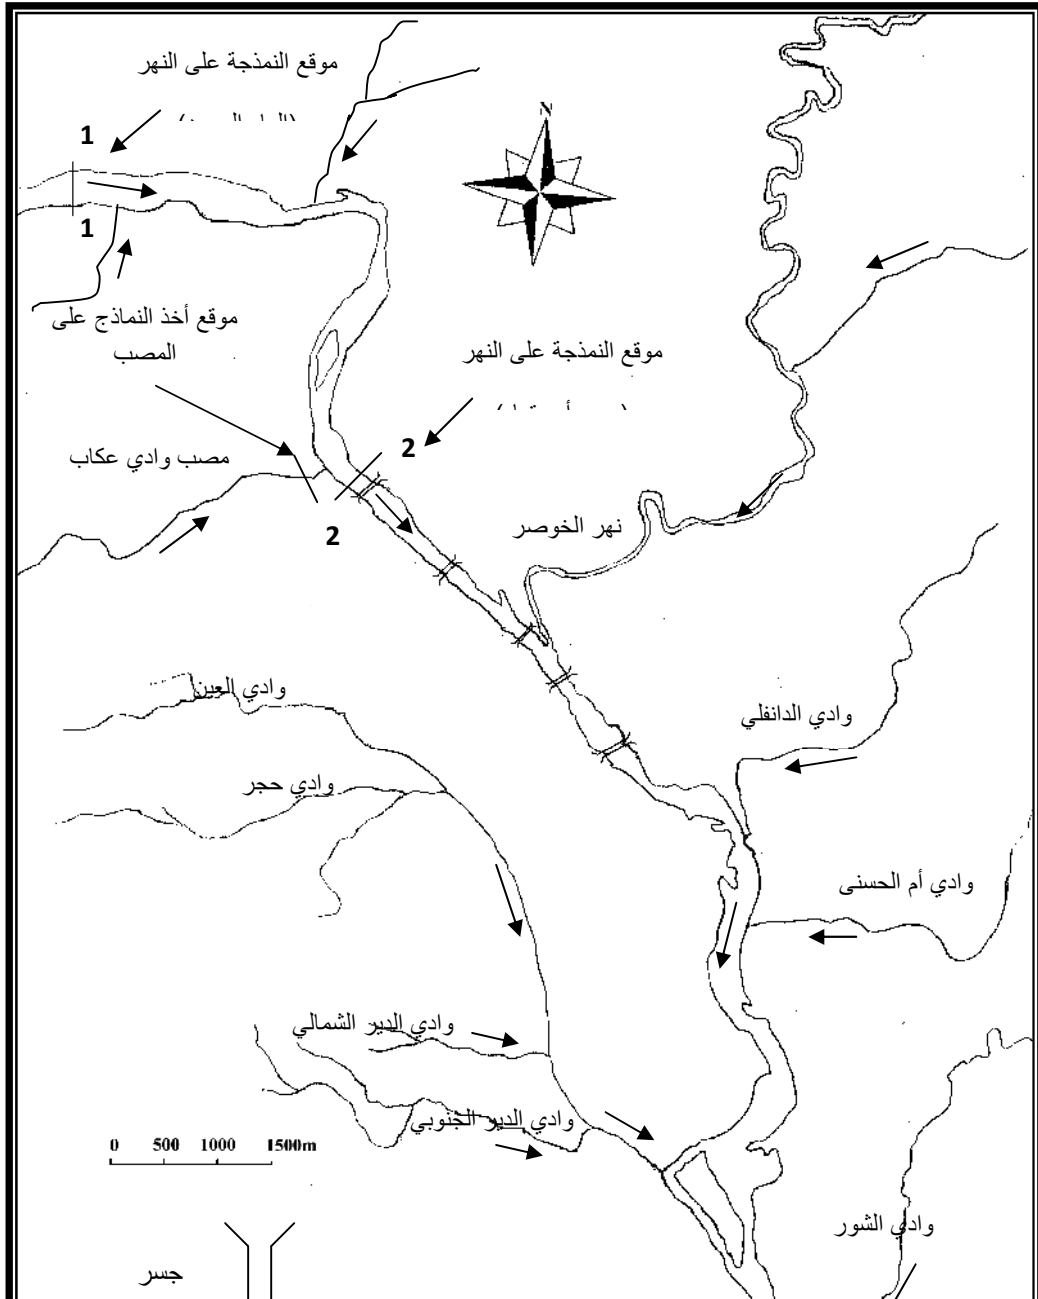 موقع النمذجة على النهر
1
N
1
موقع أخذ النماذج على
المصب
موقع النمذجة على النهر
2
مصب وادي عكاب
نهر الخوصر
2
وادي العين
وادي الدانفلي
وادي حجر
وادي أم الحسنى
وادي الدير الشمالي
وادي الدير الجنوبي
0 500 1000 1500m
وادي الشور
جسر